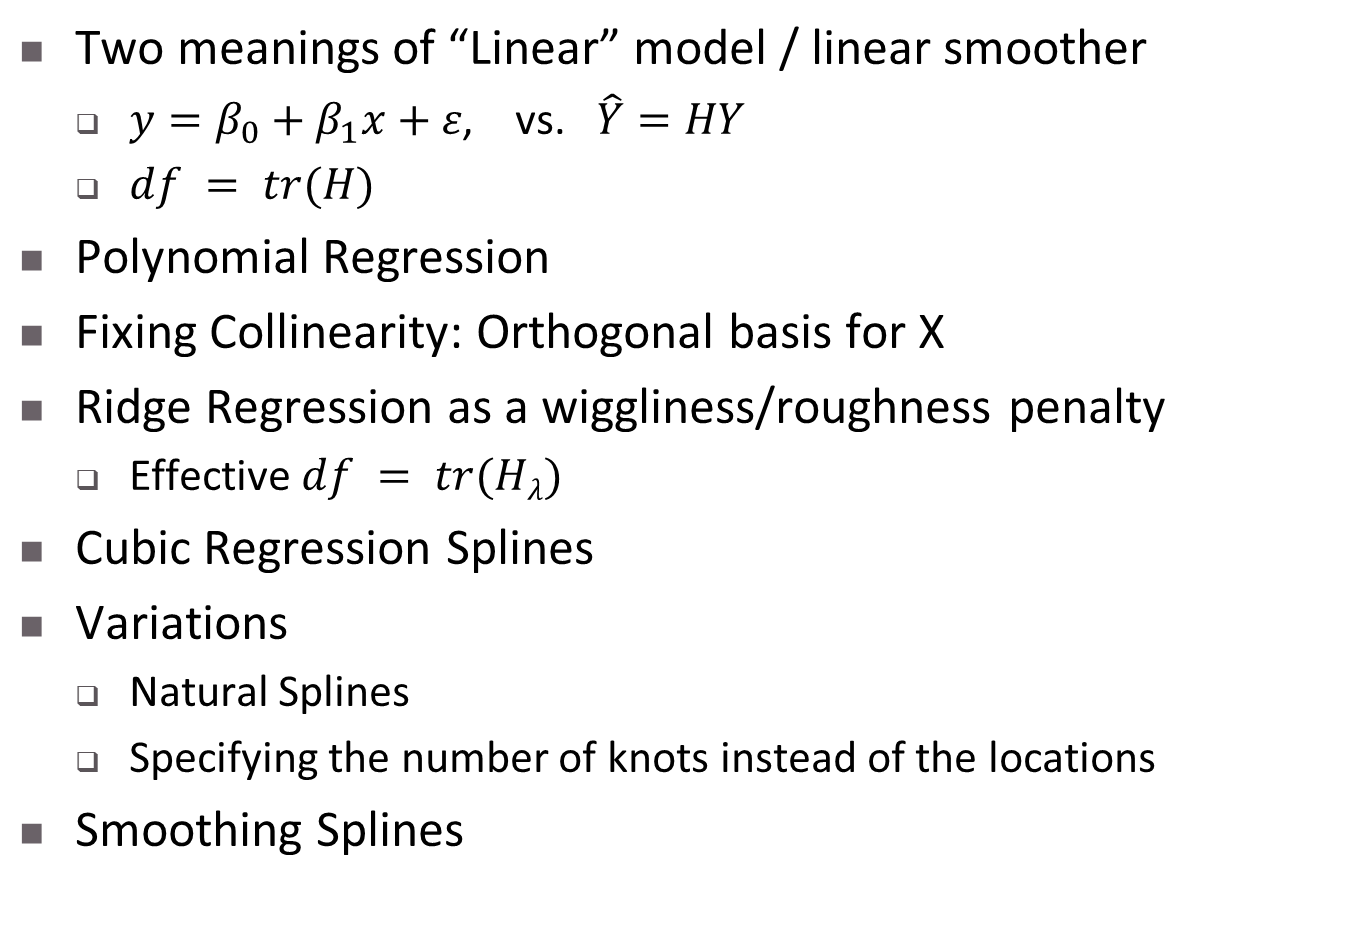 Two meanings of “Linear” model / linear smoother
y = β₀ + β₁x + ε, vs. Ŷ = HY
df = tr(H)
Polynomial Regression
Fixing Collinearity: Orthogonal basis for X
Ridge Regression as a wiggliness/roughness penalty
Effective df = tr(H_λ)
Cubic Regression Splines
Variations
Natural Splines
Specifying the number of knots instead of the locations
Smoothing Splines